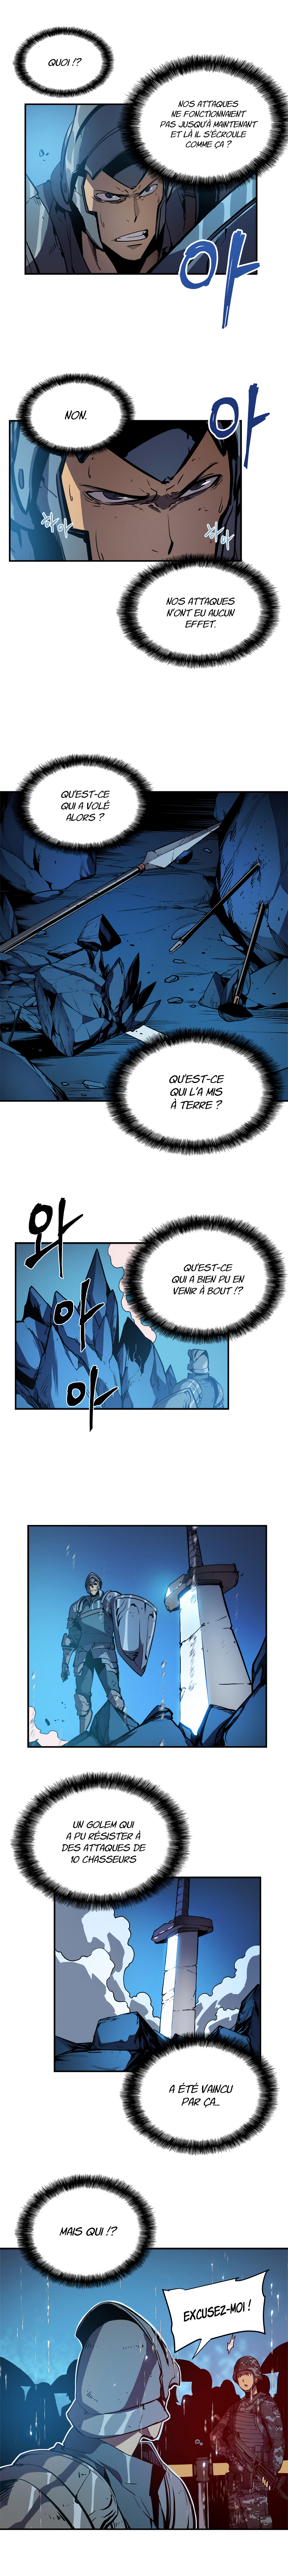 QUOI !?
NOS ATTAQUES
NE FONCTIONNAIENT
PAS JUSQU'À MAINTENANT
ET LÀ IL S'ÉCROULE
COMME ÇA ?
아
아
NON.
NOS ATTAQUES
N'ONT EU AUCUN
EFFET.
QU'EST-CE
QUI A VOLÉ
ALORS ?
QU'EST-CE
QUI L'A MIS
À TERRE ?
와
아
아
QU'EST-CE
QUI A BIEN PU EN
VENIR À BOUT !?
UN GOLEM QUI
A PU RÉSISTER À
DES ATTAQUES DE
10 CHASSEURS
A ÉTÉ VAINCU
PAR ÇA...
MAIS QUI !?
EXCUSEZ-MOI !